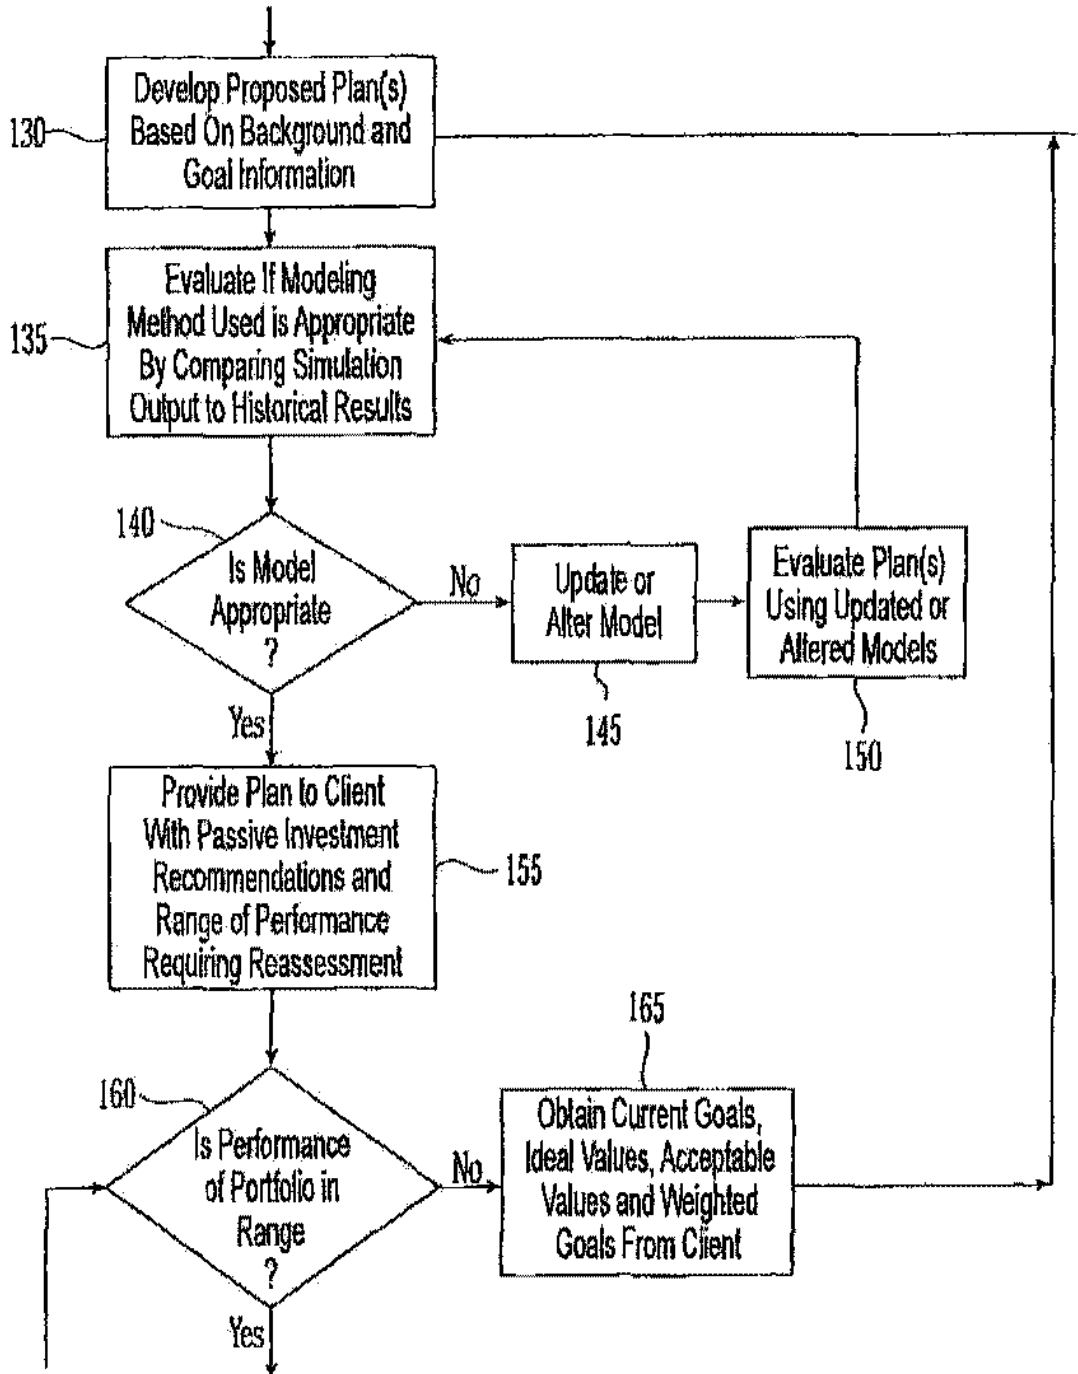 Develop Proposed Plan(s)
Based On Background and
Goal Information
130
Evaluate If Modeling
Method Used is Appropriate
By Comparing Simulation
Output to Historical Results
135
140
Is Model
Appropriate
?
No
Update or
Alter Model
145
Evaluate Plan(s)
Using Updated or
Altered Models
150
Yes
Provide Plan to Client
With Passive Investment
Recommendations and
Range of Performance
Requiring Reassessment
155
160
Is Performance
of Portfolio in
Range
?
No
165
Obtain Current Goals,
Ideal Values, Acceptable
Values and Weighted
Goals From Client
Yes